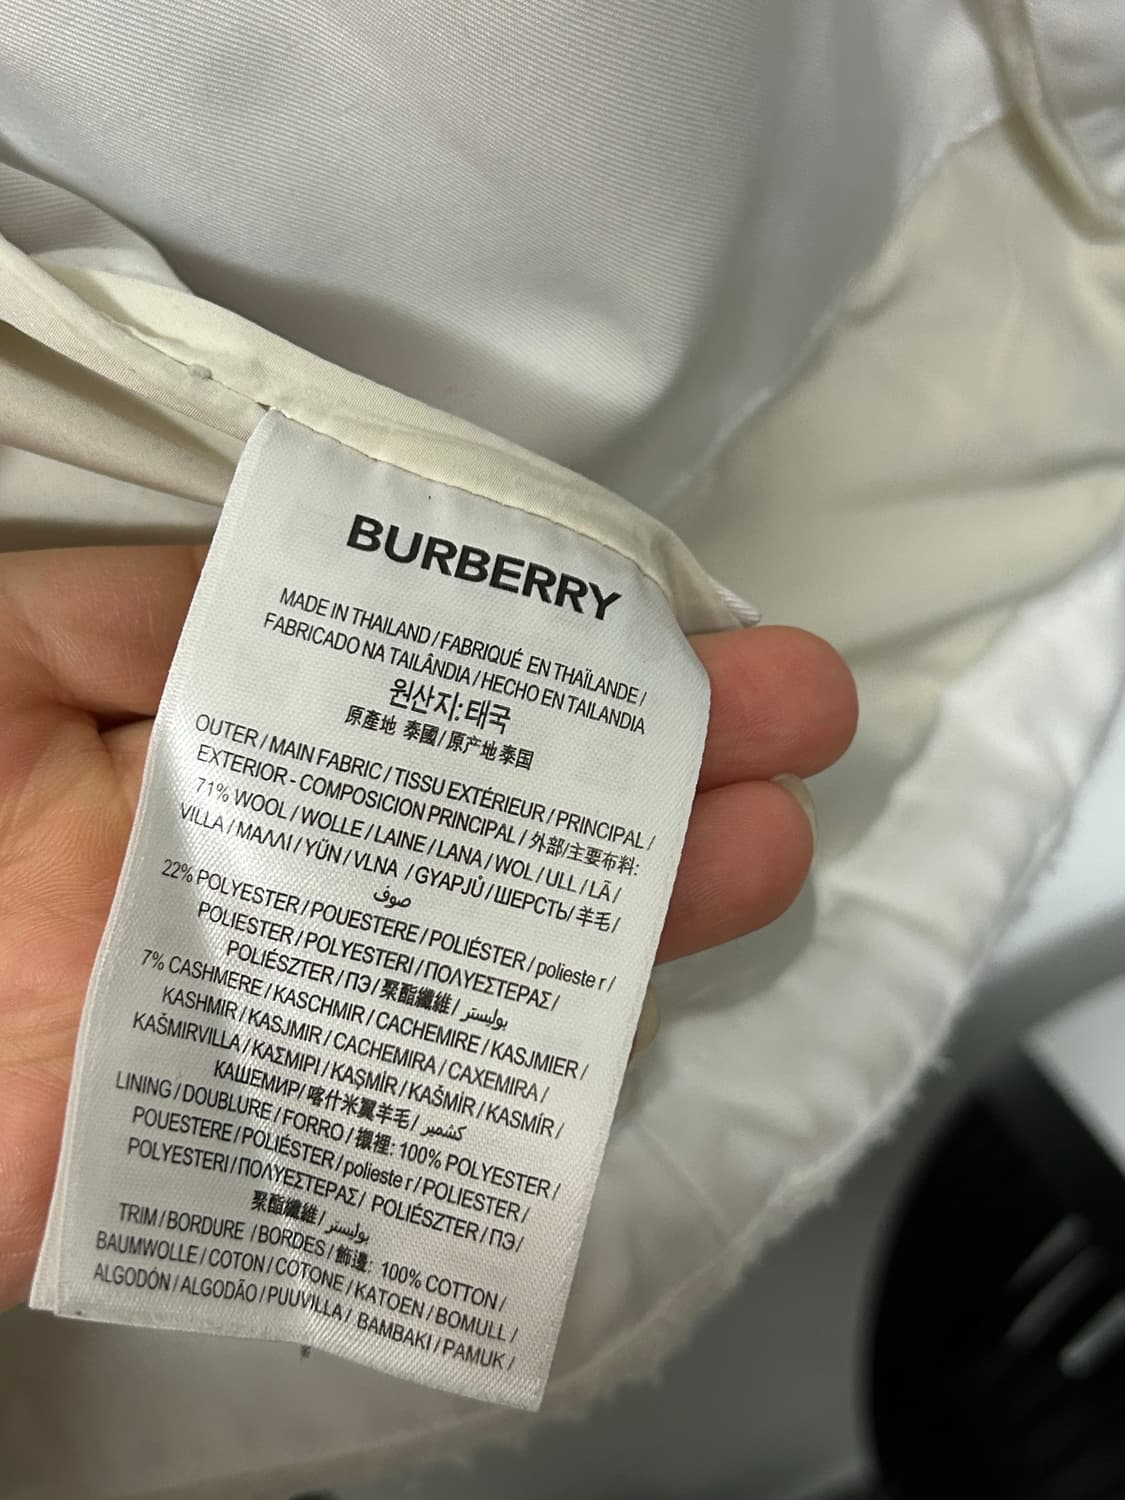 BURBERRY
MADE IN THAILAND / FABRIQUÉ EN THAÏLANDE /
FABRICADO NA TAILÂNDIA / HECHO EN TAILANDIA
원산지: 태국
原產地 泰國 / 原产地 泰国
OUTER / MAIN FABRIC / TISSU EXTÉRIEUR / PRINCIPAL /
EXTERIOR - COMPOSICION PRINCIPAL / 外部/主要布料:
71% WOOL / WOLLE / LAINE / LANA / WOL / ULL / LÃ /
VILLA / ΜΑΛΛΙ / YÜN / VLNA / GYAPJŮ / ШЕРСТЬ/ 羊毛 /
صوف
22% POLYESTER / POUESTERE / POLIÉSTER / polieste r /
POLIESTER / POLYESTERI / ΠΟΛΥΕΣΤΕΡΑΣ /
POLIÉSZTER / ПЭ / 聚酯纖維 / بوليستر
7% CASHMERE / KASCHMIR / CACHEMIRE / KASJMIER /
KASHMIR / KASJMIR / CACHEMIRA / CAXEMIRA /
KAŠMIRVILLA / ΚΑΣΜΙΡΙ / KAŞMİR / KAŠMÍR / KASMÍR /
КАШЕМИР/ 喀什米翼羊毛 / كشمير
LINING / DOUBLURE / FORRO / 襯裡: 100% POLYESTER /
POUESTERE / POLIÉSTER / polieste r / POLIESTER /
POLYESTERI / ΠΟΛΥΕΣΤΕΡΑΣ / POLIÉSZTER / ПЭ /
聚酯纖維 / بوليستر
TRIM / BORDURE / BORDES / 飾邊: 100% COTTON /
BAUMWOLLE / COTON / COTONE / KATOEN / BOMULL /
ALGODÓN / ALGODÃO / PUUVILLA / BAMBAKI / PAMUK /